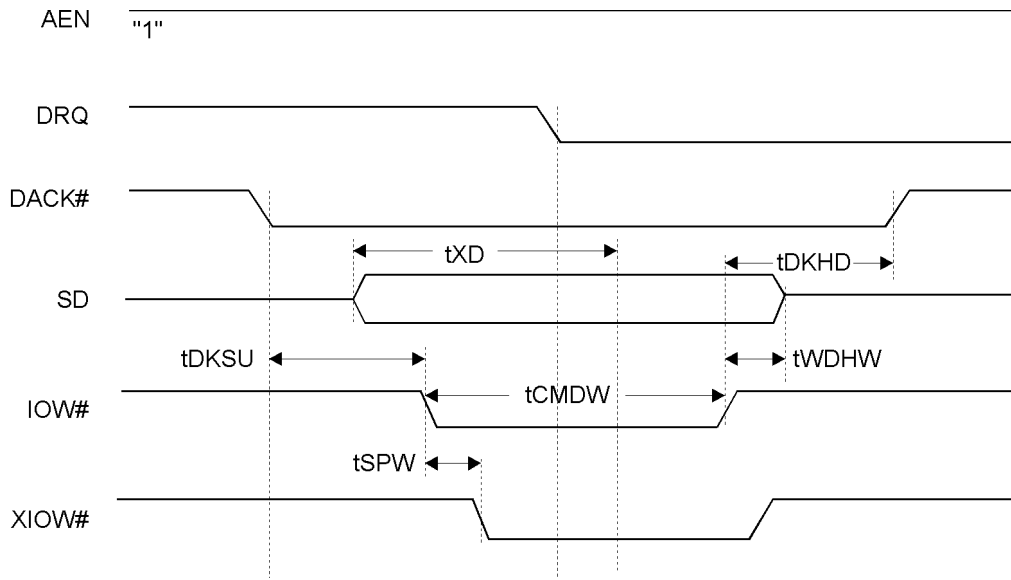 AEN
"1"
DRQ
DACK#
tXD
tDKHD
SD
tDKSU
tWDHW
tCMDW
IOW#
tSPW
XIOW#